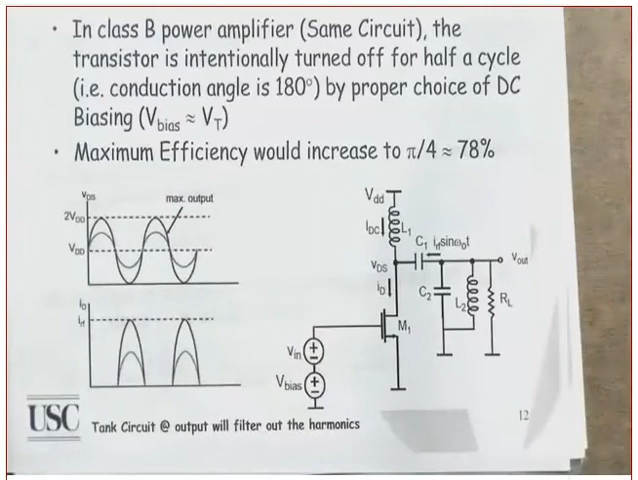 • In class B power amplifier (Same Circuit), the
transistor is intentionally turned off for half a cycle
(i.e. conduction angle is 180°) by proper choice of DC
Biasing (Vbias ≈ VT)
• Maximum Efficiency would increase to π/4 ≈ 78%
VDS
max. output
2VDD
VDD
iD
irf
Vdd
IDC
L1
C1
irfsinω0t
Vout
VDS
iD
C2
L2
RL
M1
Vin
Vbias
USC
Tank Circuit @ output will filter out the harmonics
12